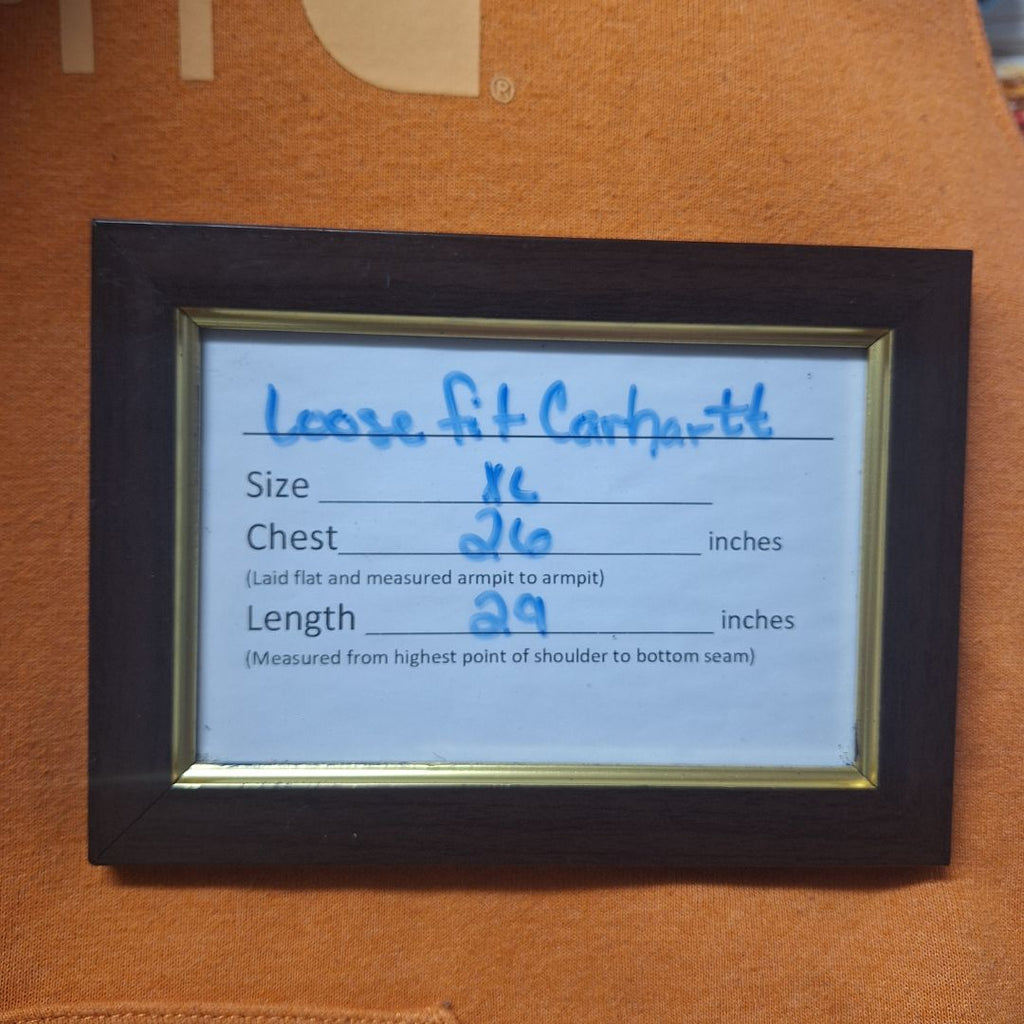 ®
Loose fit Carhartt
Size XL
Chest 26 inches
(Laid flat and measured armpit to armpit)
Length 29 inches
(Measured from highest point of shoulder to bottom seam)